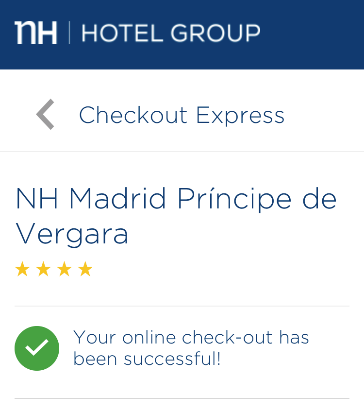 nH | HOTEL GROUP
Checkout Express
NH Madrid Príncipe de
Vergara
Your online check-out has
been successful!